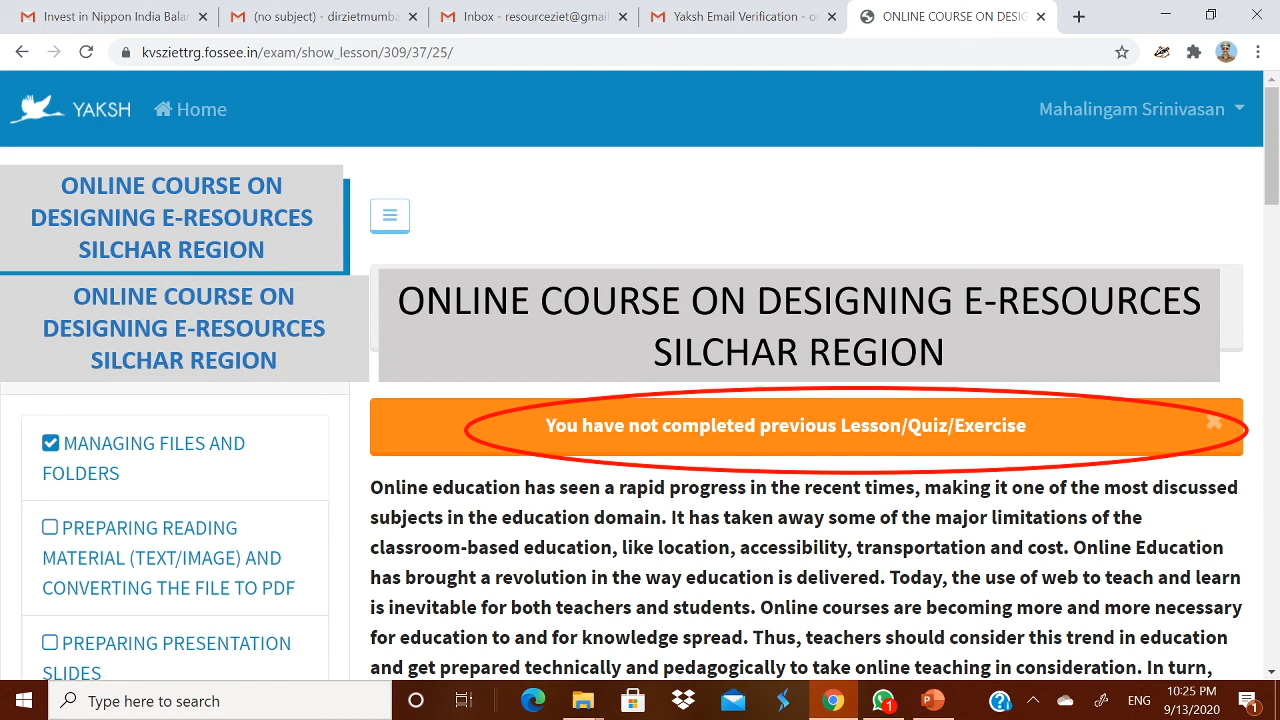 Invest in Nippon India Bala
(no subject) - dirzietmumba
Inbox - resourceziet@gmai
Yaksh Email Verification - o
ONLINE COURSE ON DESIG
kvsziettrg.fossee.in/exam/show_lesson/309/37/25/
YAKSH
Home
Mahalingam Srinivasan
ONLINE COURSE ON
DESIGNING E-RESOURCES
SILCHAR REGION
ONLINE COURSE ON
DESIGNING E-RESOURCES
SILCHAR REGION
MANAGING FILES AND
FOLDERS
PREPARING READING
MATERIAL (TEXT/IMAGE) AND
CONVERTING THE FILE TO PDF
PREPARING PRESENTATION
SLIDES
ONLINE COURSE ON DESIGNING E-RESOURCES
SILCHAR REGION
You have not completed previous Lesson/Quiz/Exercise
Online education has seen a rapid progress in the recent times, making it one of the most discussed
subjects in the education domain. It has taken away some of the major limitations of the
classroom-based education, like location, accessibility, transportation and cost. Online Education
has brought a revolution in the way education is delivered. Today, the use of web to teach and learn
is inevitable for both teachers and students. Online courses are becoming more and more necessary
for education to and for knowledge spread. Thus, teachers should consider this trend in education
and get prepared technically and pedagogically to take online teaching in consideration. In turn,
Type here to search
1
ENG
10:25 PM
9/13/2020
1